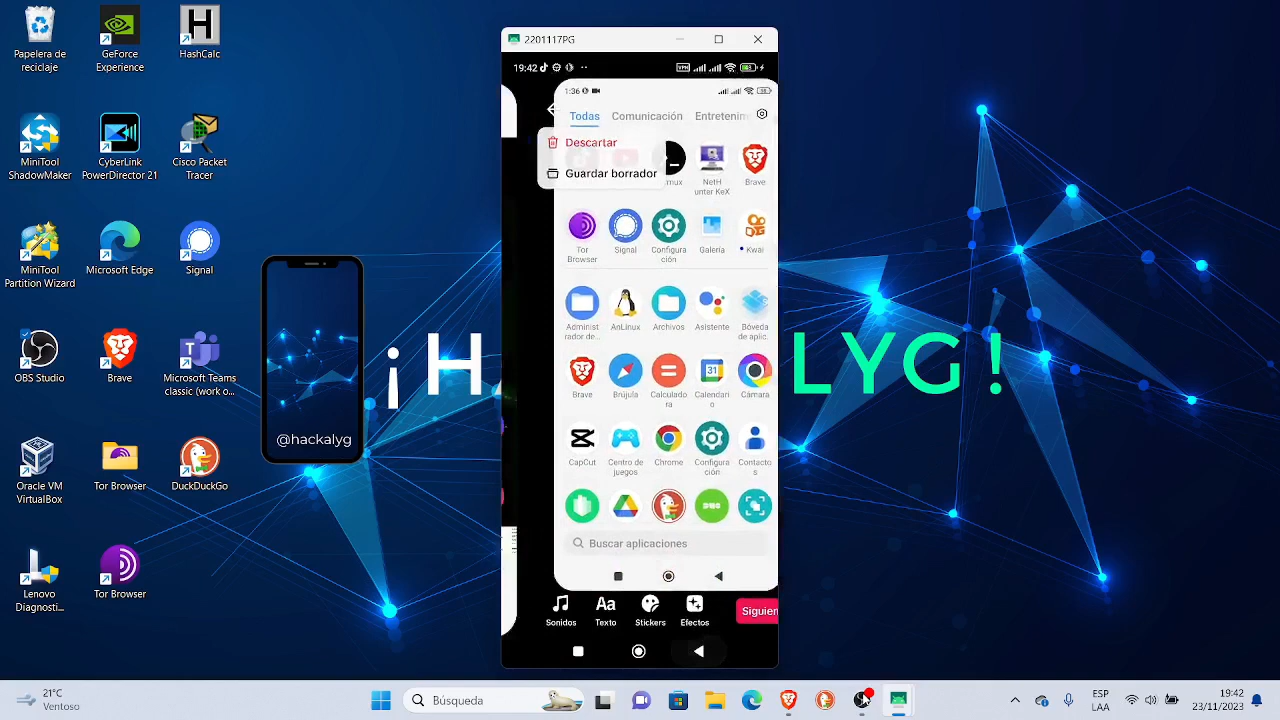 Papelera de
reciclaje
GeForce
Experience
HashCalc
MiniTool
ShadowMaker
CyberLink
PowerDirector 21
Cisco Packet
Tracer
MiniTool
Partition Wizard
Microsoft Edge
Signal
OBS Studio
Brave
Microsoft Teams
classic (work o...
Oracle VM
VirtualBox
Tor Browser
DuckDuckGo
Lenovo
Diagnosti...
Tor Browser
@hackalyg
¡H
LYG!
2201117PG
19:42
VPN
1:36
Todas
Comunicación
Entretenim
Descartar
Guardar borrador
mux
NetH
unter KeX
Brave
Tor
Browser
Signal
Configura
ción
Galería
Kwai
Administ
rador de...
AnLinux
Archivos
Asistente
Bóveda
de aplic...
Brave
Brújula
Calculado
ra
31
Calendari
o
Cámara
CapCut
Centro de
juegos
Chrome
Configura
ción
Contacto
s
DUO
Buscar aplicaciones
Sonidos
Aa
Texto
Stickers
Efectos
Siguien
21°C
Ventoso
Búsqueda
ESP
LAA
19:42
23/11/2023